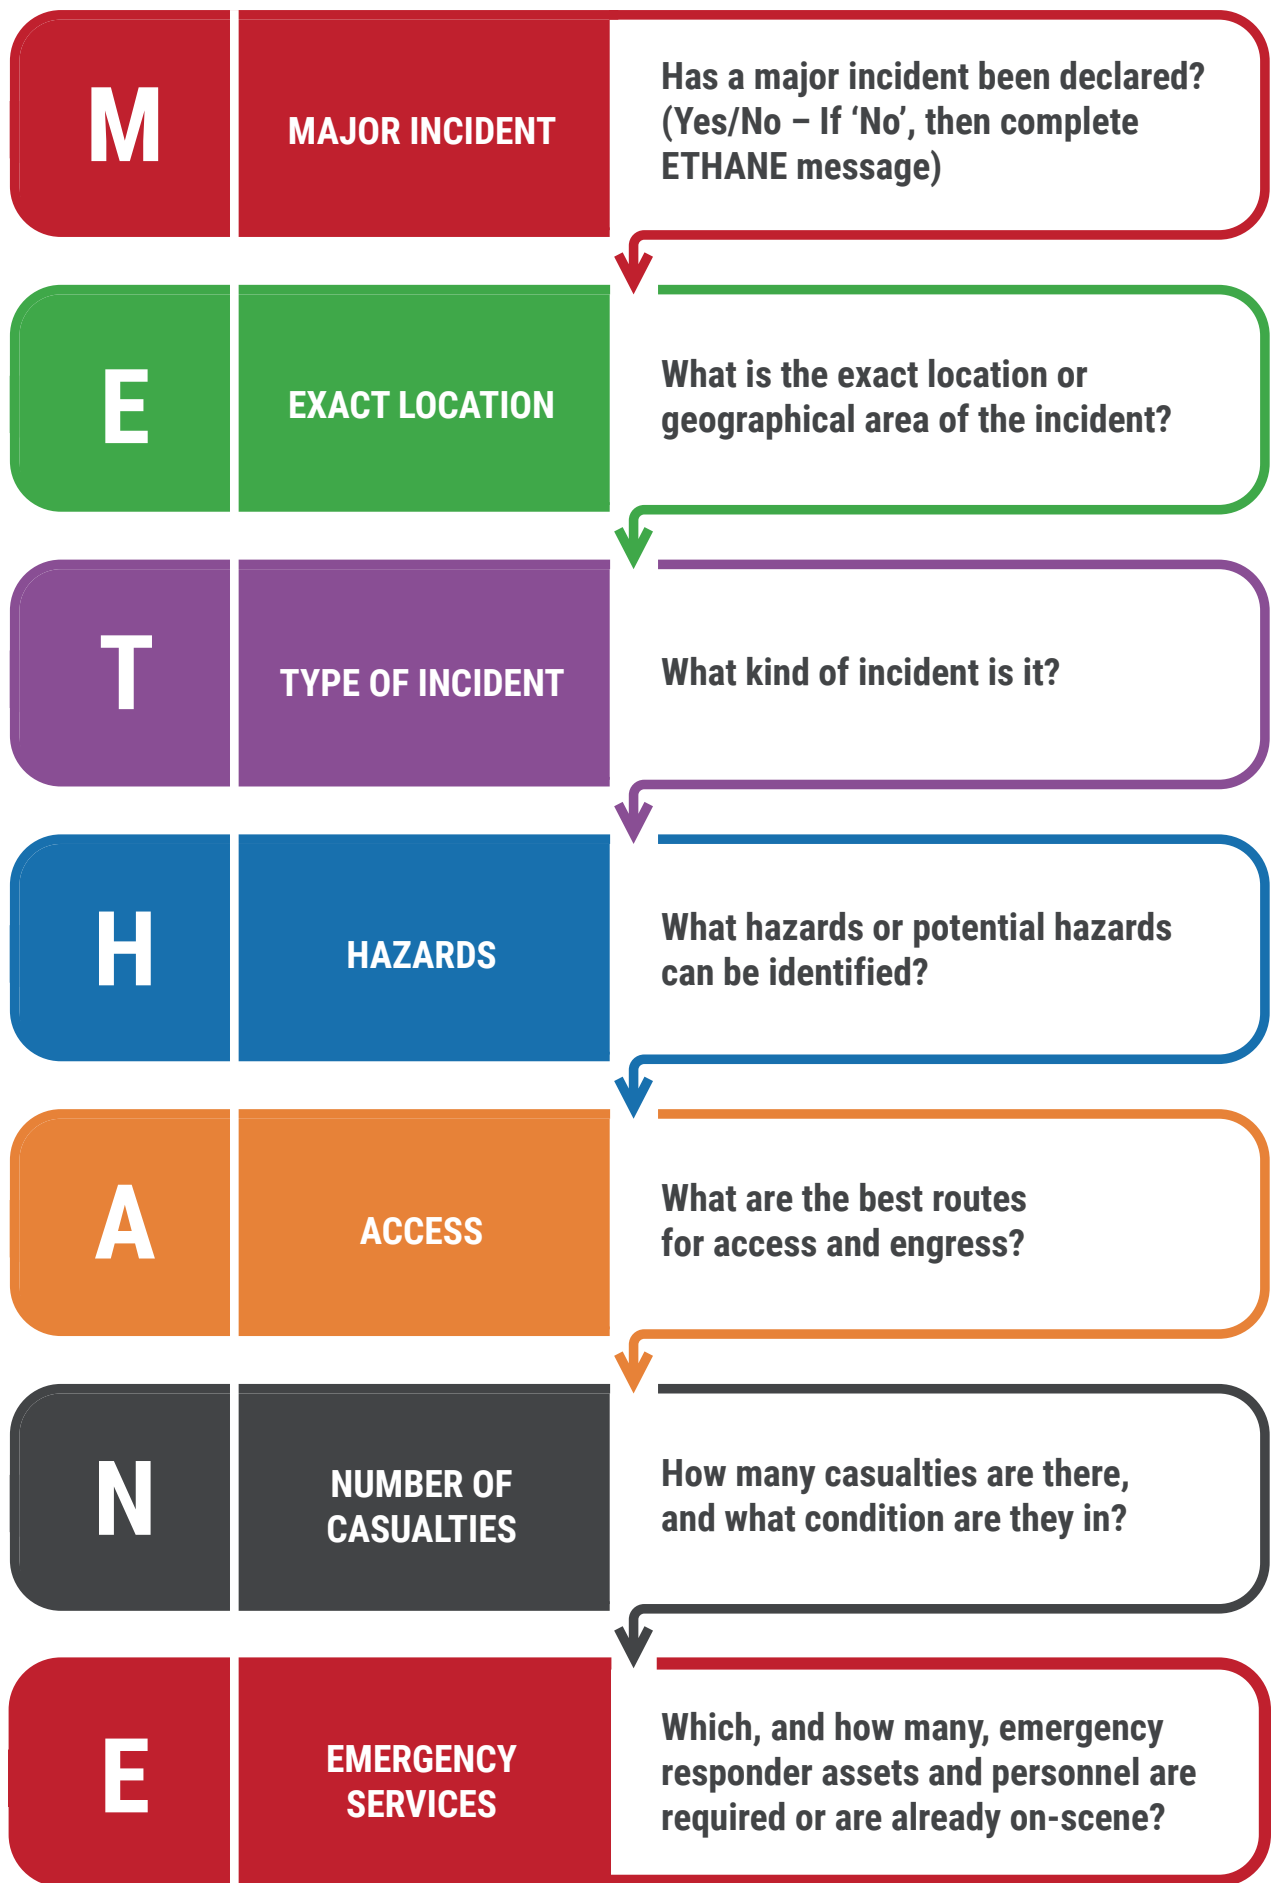 M
MAJOR INCIDENT
Has a major incident been declared?
(Yes/No – If ‘No’, then complete
ETHANE message)
E
EXACT LOCATION
What is the exact location or
geographical area of the incident?
T
TYPE OF INCIDENT
What kind of incident is it?
H
HAZARDS
What hazards or potential hazards
can be identified?
A
ACCESS
What are the best routes
for access and engress?
N
NUMBER OF
CASUALTIES
How many casualties are there,
and what condition are they in?
E
EMERGENCY
SERVICES
Which, and how many, emergency
responder assets and personnel are
required or are already on-scene?